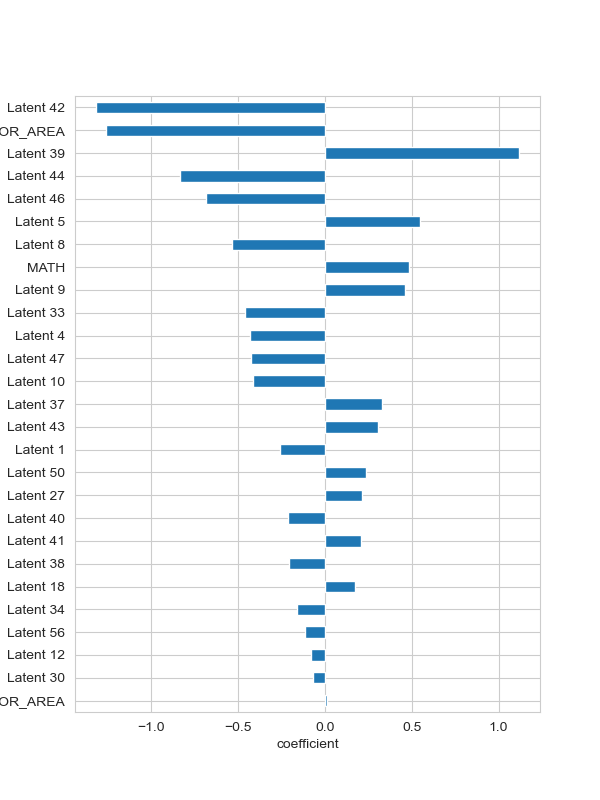 Latent 42
OR_AREA
Latent 39
Latent 44
Latent 46
Latent 5
Latent 8
MATH
Latent 9
Latent 33
Latent 4
Latent 47
Latent 10
Latent 37
Latent 43
Latent 1
Latent 50
Latent 27
Latent 40
Latent 41
Latent 38
Latent 18
Latent 34
Latent 56
Latent 12
Latent 30
OR_AREA
−1.0 −0.5 0.0 0.5 1.0
coefficient